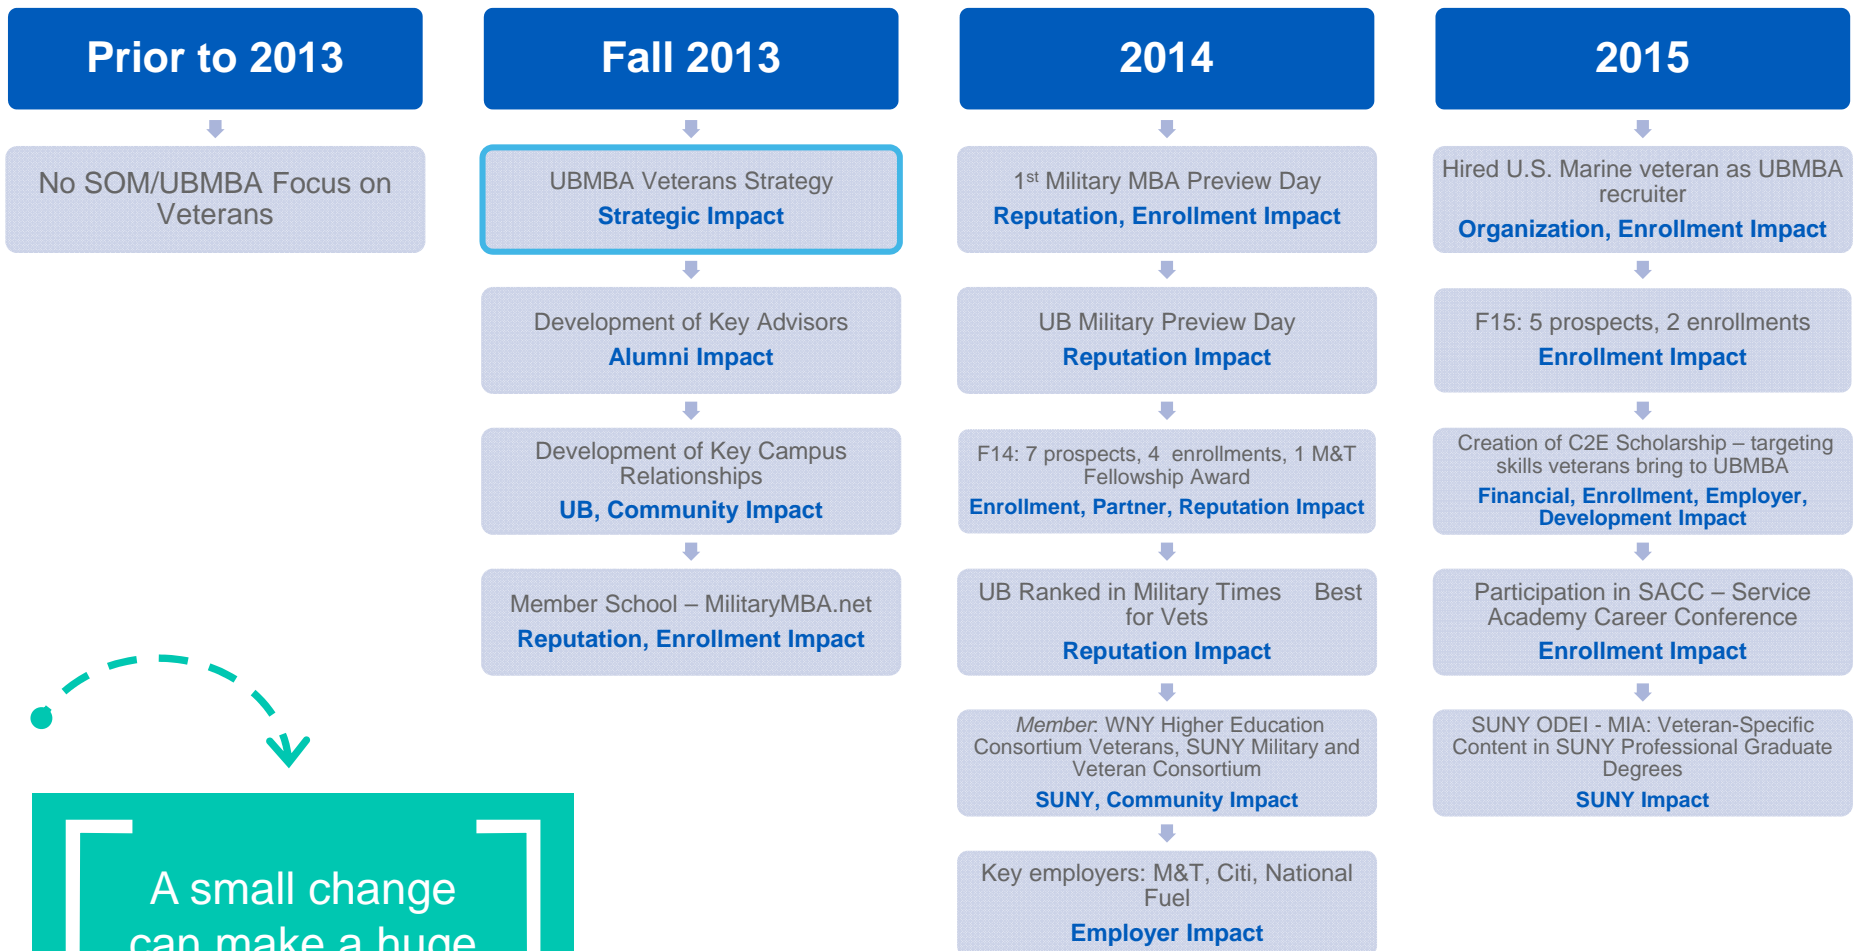 Prior to 2013
No SOM/UBMBA Focus on
Veterans
Fall 2013
UBMBA Veterans Strategy
Strategic Impact
Development of Key Advisors
Alumni Impact
Development of Key Campus
Relationships
UB, Community Impact
Member School – MilitaryMBA.net
Reputation, Enrollment Impact
2014
1st Military MBA Preview Day
Reputation, Enrollment Impact
UB Military Preview Day
Reputation Impact
F14: 7 prospects, 4 enrollments, 1 M&T
Fellowship Award
Enrollment, Partner, Reputation Impact
UB Ranked in Military Times Best
for Vets
Reputation Impact
Member: WNY Higher Education
Consortium Veterans, SUNY Military and
Veteran Consortium
SUNY, Community Impact
Key employers: M&T, Citi, National
Fuel
Employer Impact
2015
Hired U.S. Marine veteran as UBMBA
recruiter
Organization, Enrollment Impact
F15: 5 prospects, 2 enrollments
Enrollment Impact
Creation of C2E Scholarship – targeting
skills veterans bring to UBMBA
Financial, Enrollment, Employer,
Development Impact
Participation in SACC – Service
Academy Career Conference
Enrollment Impact
SUNY ODEI - MIA: Veteran-Specific
Content in SUNY Professional Graduate
Degrees
SUNY Impact
A small change
can make a huge